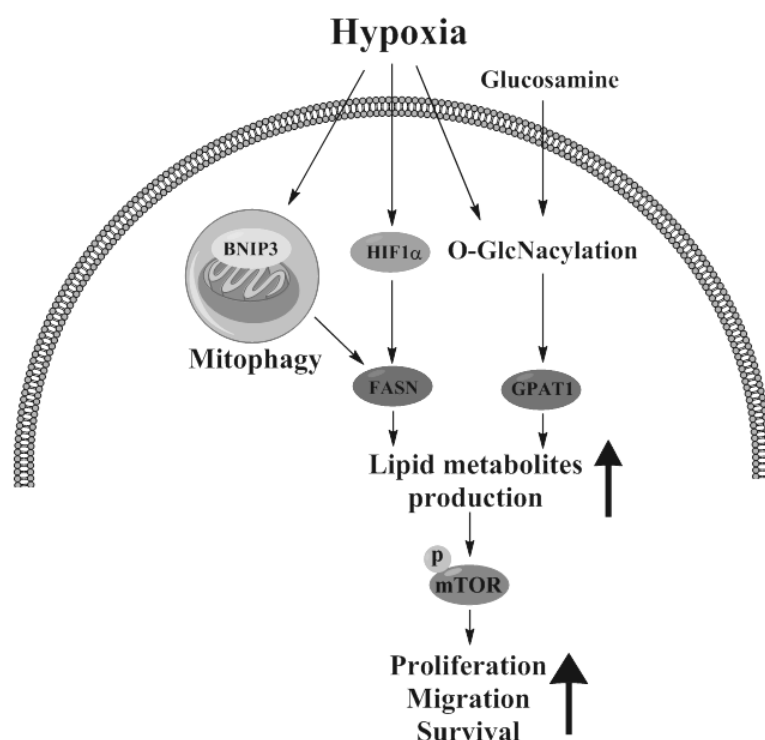 Hypoxia
Glucosamine
BNIP3
HIF1α
O-GlcNacylation
Mitophagy
FASN
GPAT1
Lipid metabolites
production
p
mTOR
Proliferation
Migration
Survival